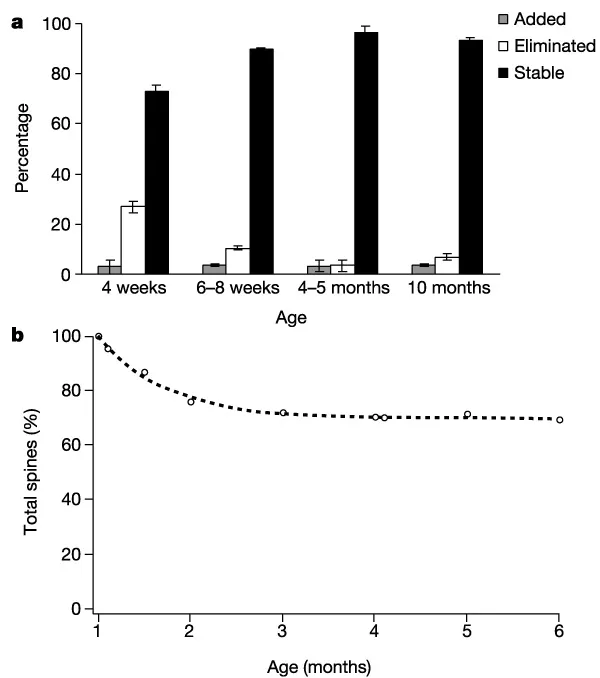 a
Added
Eliminated
Stable
Percentage
100
80
60
40
20
0
4 weeks
6–8 weeks
4–5 months
10 months
Age
b
Total spines (%)
100
80
60
40
20
0
1
2
3
4
5
6
Age (months)